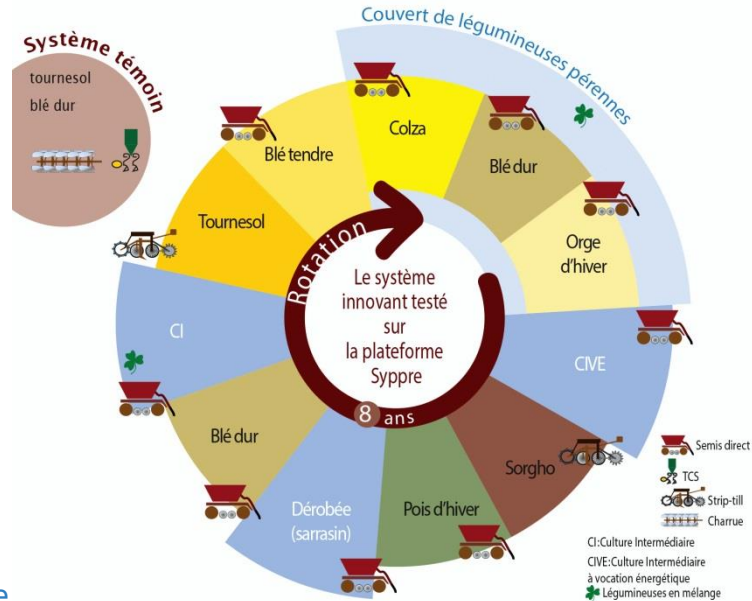 Système témoin
tournesol
blé dur
Couvert de légumineuses pérennes
Colza
Blé dur
Orge
d'hiver
CIVE
Sorgho
Pois d'hiver
Dérobée
(sarrasin)
Blé dur
CI
Tournesol
Blé tendre
Rotation
8 ans
Le système
innovant testé
sur
la plateforme
Syppre
Semis direct
TCS
Strip-till
Charrue
CI:Culture Intermédiaire
CIVE:Culture Intermédiaire
à vocation énergétique
Légumineuses en mélange
e